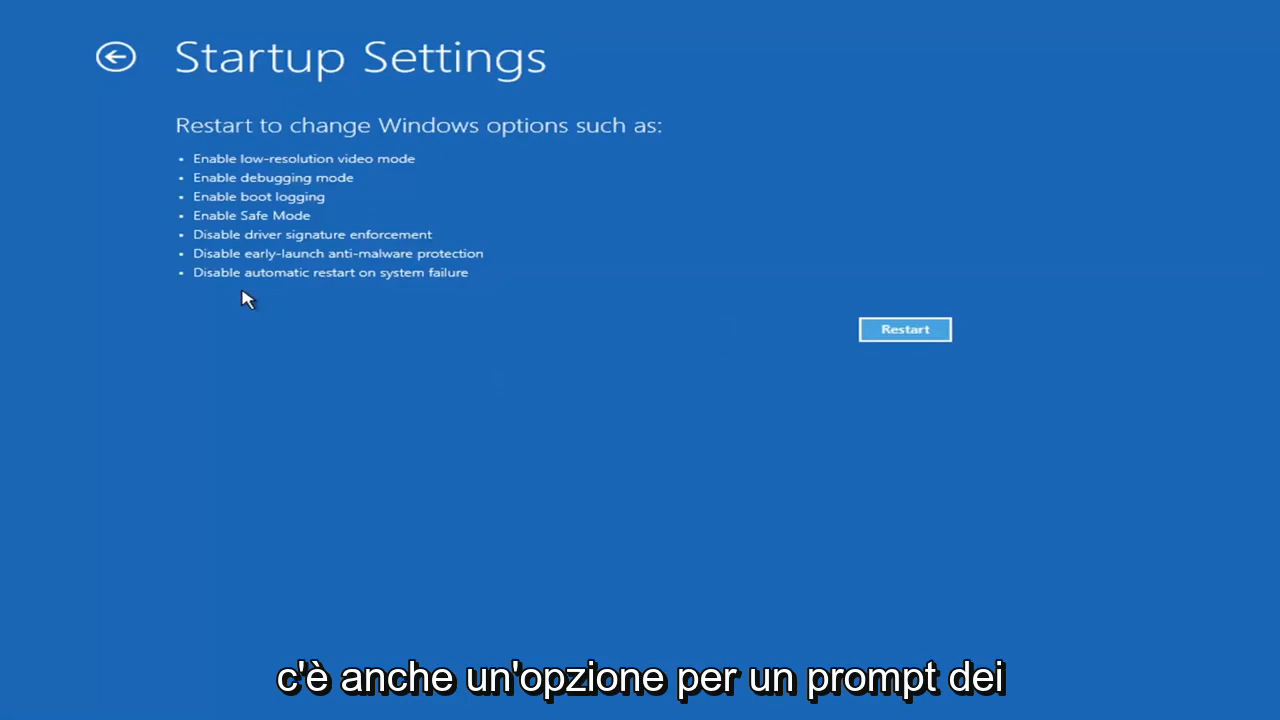 Startup Settings
Restart to change Windows options such as:
• Enable low-resolution video mode
• Enable debugging mode
• Enable boot logging
• Enable Safe Mode
• Disable driver signature enforcement
• Disable early-launch anti-malware protection
• Disable automatic restart on system failure
Restart
c'è anche un'opzione per un prompt dei